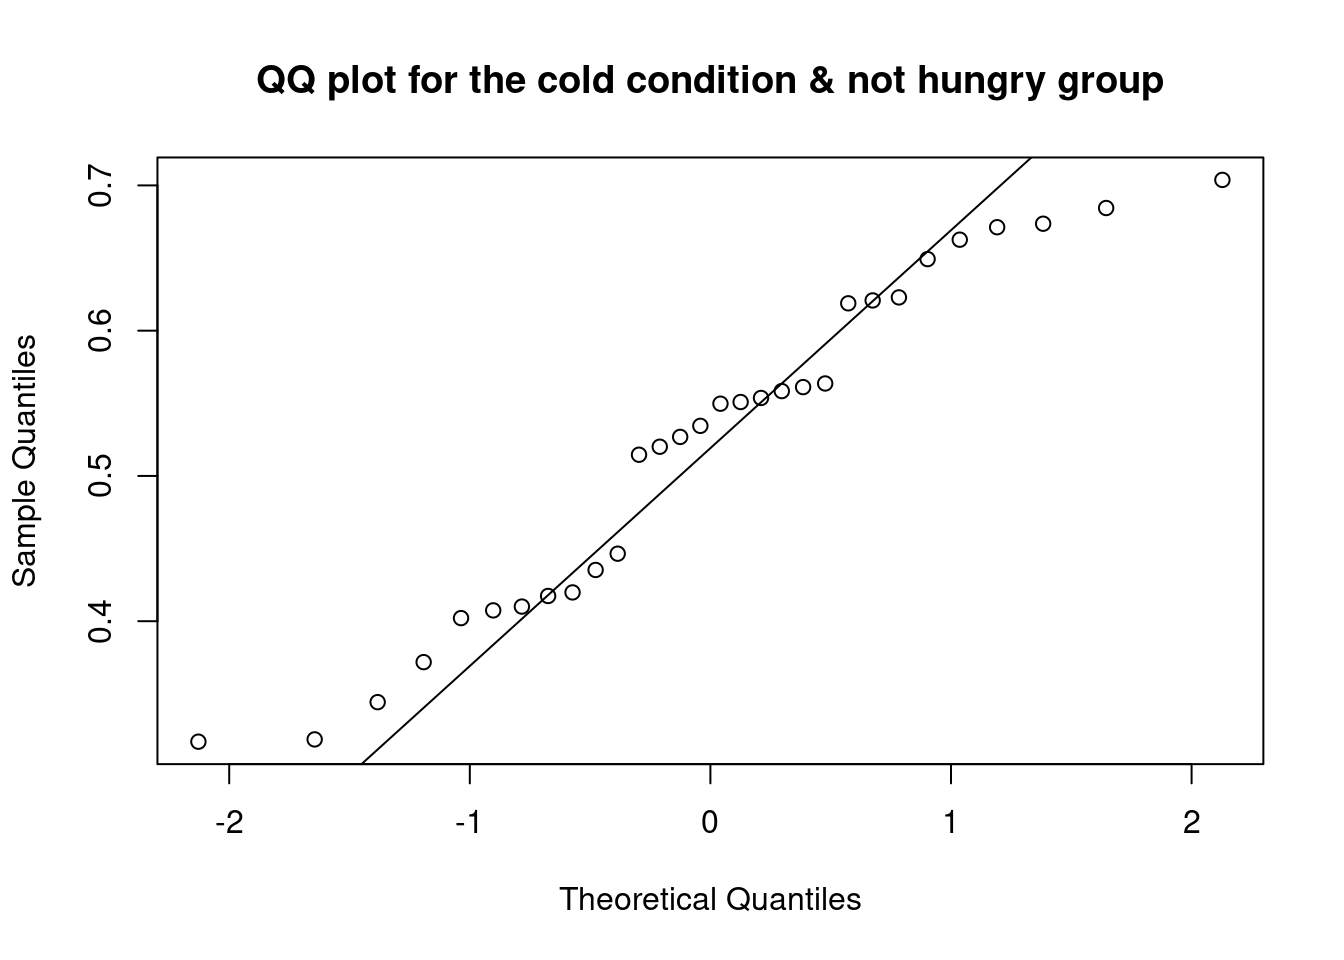 QQ plot for the cold condition & not hungry group
Sample Quantiles
0.7
0.6
0.5
0.4
-2 -1 0 1 2
Theoretical Quantiles